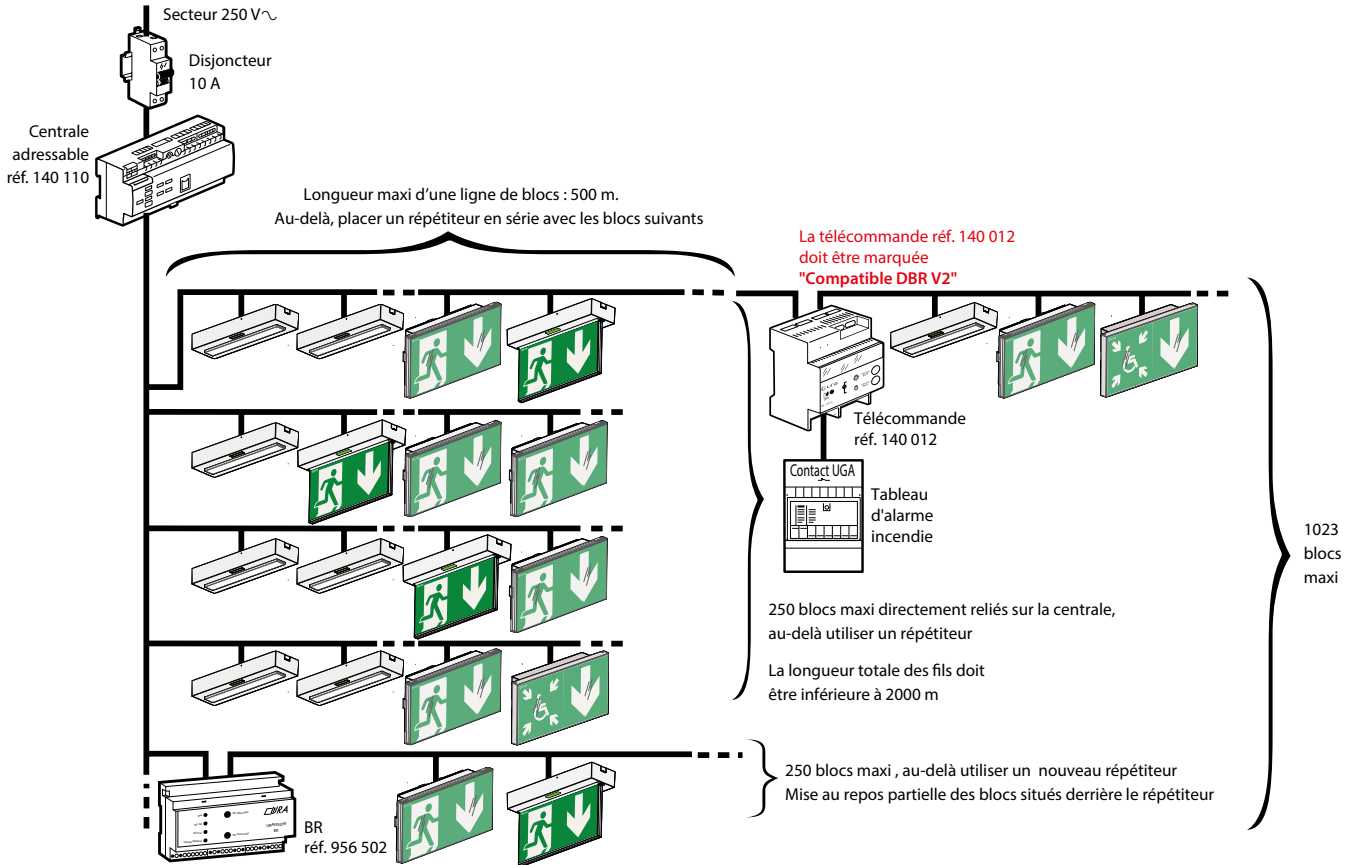 Secteur 250 V∿
Disjoncteur
10 A
Centrale
adressable
réf. 140 110
Longueur maxi d'une ligne de blocs : 500 m.
Au-delà, placer un répétiteur en série avec les blocs suivants
La télécommande réf. 140 012
doit être marquée
"Compatible DBR V2"
Télécommande
réf. 140 012
Contact UGA
Tableau
d'alarme
incendie
1023
blocs
maxi
250 blocs maxi directement reliés sur la centrale,
au-delà utiliser un répétiteur
La longueur totale des fils doit
être inférieure à 2000 m
250 blocs maxi , au-delà utiliser un nouveau répétiteur
Mise au repos partielle des blocs situés derrière le répétiteur
URA
BR
réf. 956 502